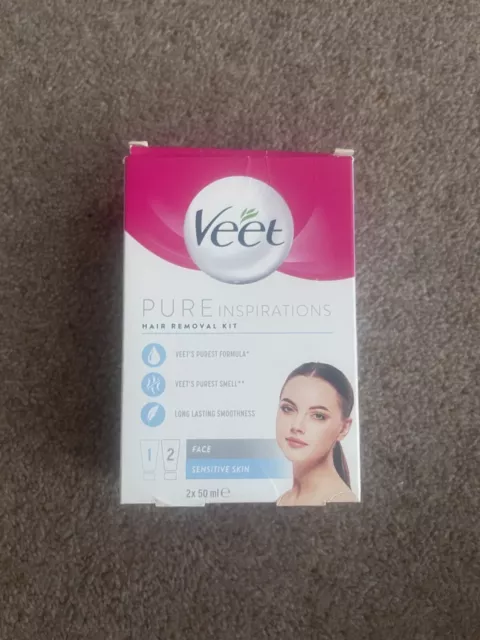 Veet
PURE INSPIRATIONS
HAIR REMOVAL KIT
VEET'S PUREST FORMULA*
VEET'S PUREST SMELL**
LONG LASTING SMOOTHNESS
1 2 FACE
SENSITIVE SKIN
2x 50 ml e